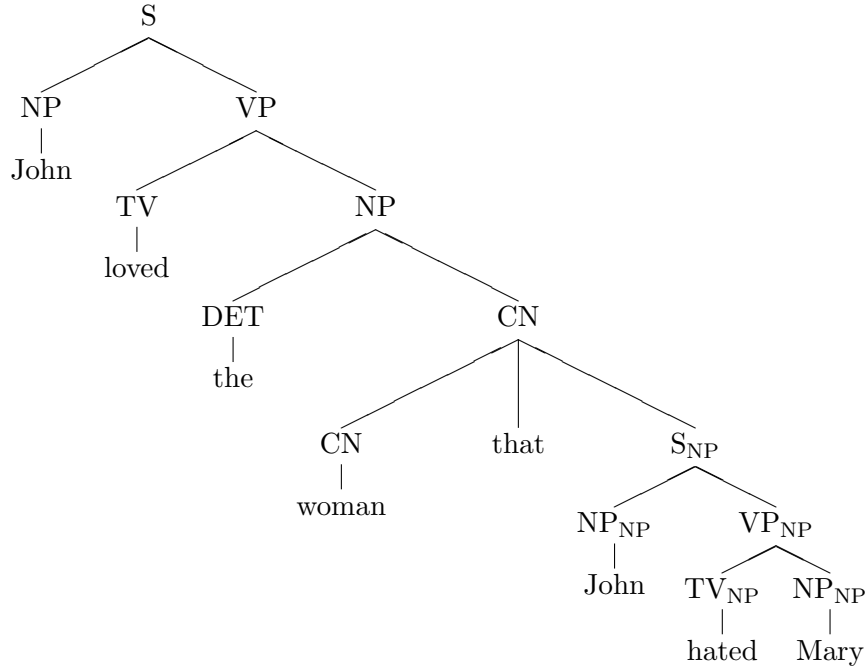 S
NP VP
John
TV NP
loved
DET CN
the
CN that S_NP
woman
NP_NP VP_NP
John TV_NP NP_NP
hated Mary